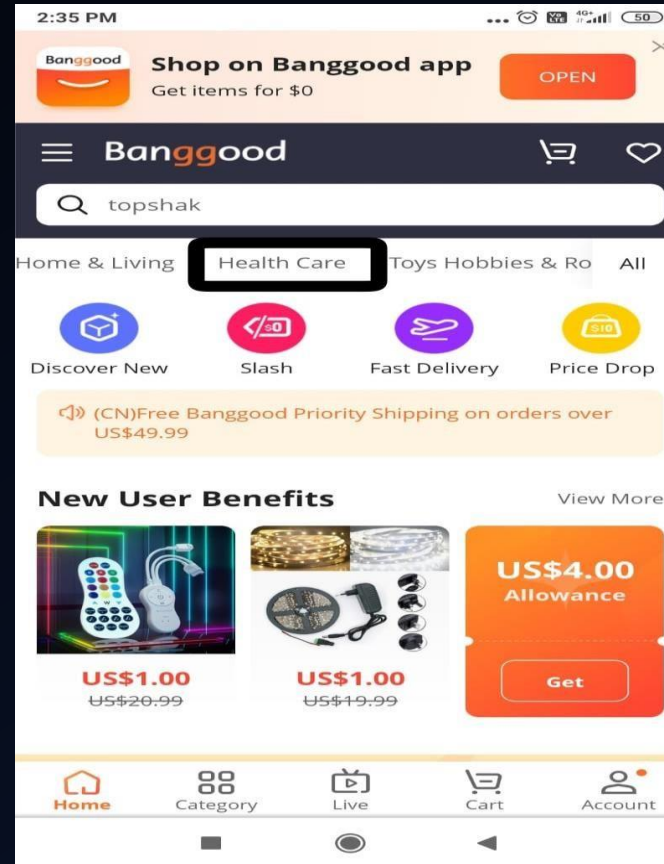 2:35 PM
4G+
50
Banggood
Shop on Banggood app
Get items for $0
OPEN
Banggood
topshak
Home & Living
Health Care
Toys Hobbies & Ro
All
$0
$10
Discover New
Slash
Fast Delivery
Price Drop
(CN)Free Banggood Priority Shipping on orders over
US$49.99
New User Benefits
View More
US$4.00
Allowance
Get
US$1.00
US$20.99
US$1.00
US$19.99
Home
Category
Live
Cart
Account